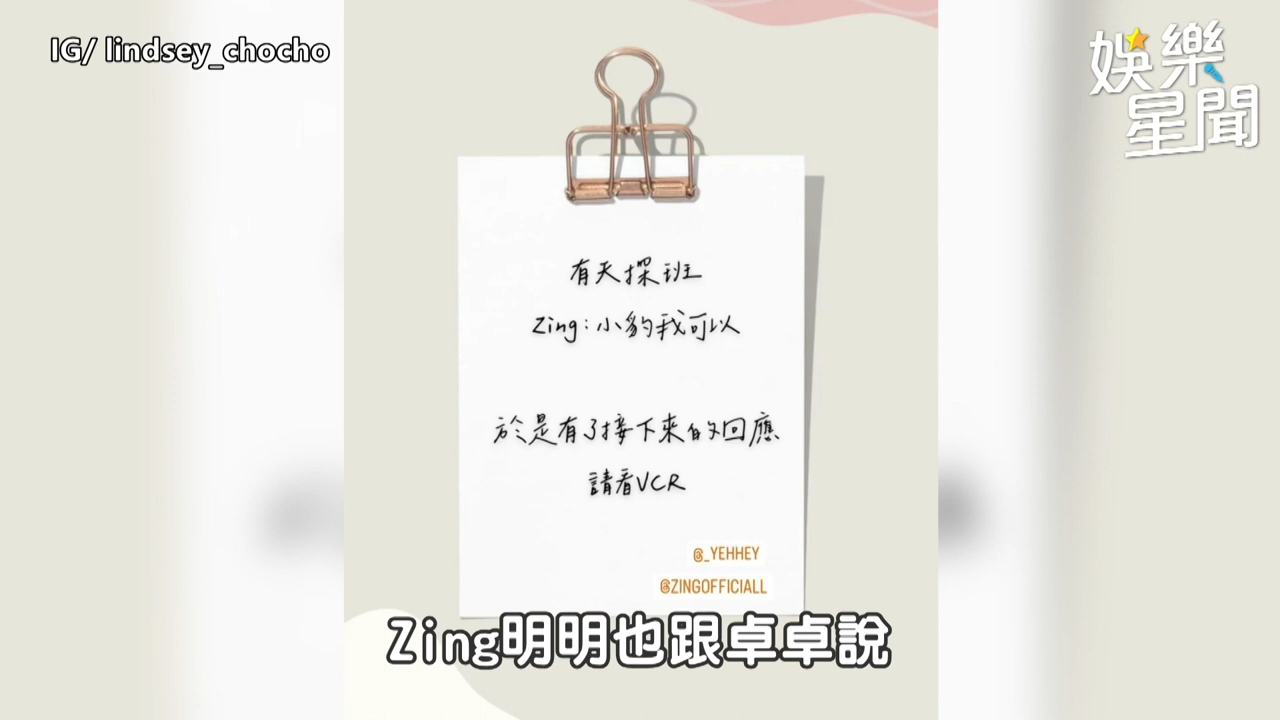 IG/ lindsey_chocho
娛樂
星聞
有天探班
Zing:小豹我可以
於是有了接下來的回應
請看VCR
@_YEHHEY
@ZINGOFFICIALL
Zing明明也跟卓卓說